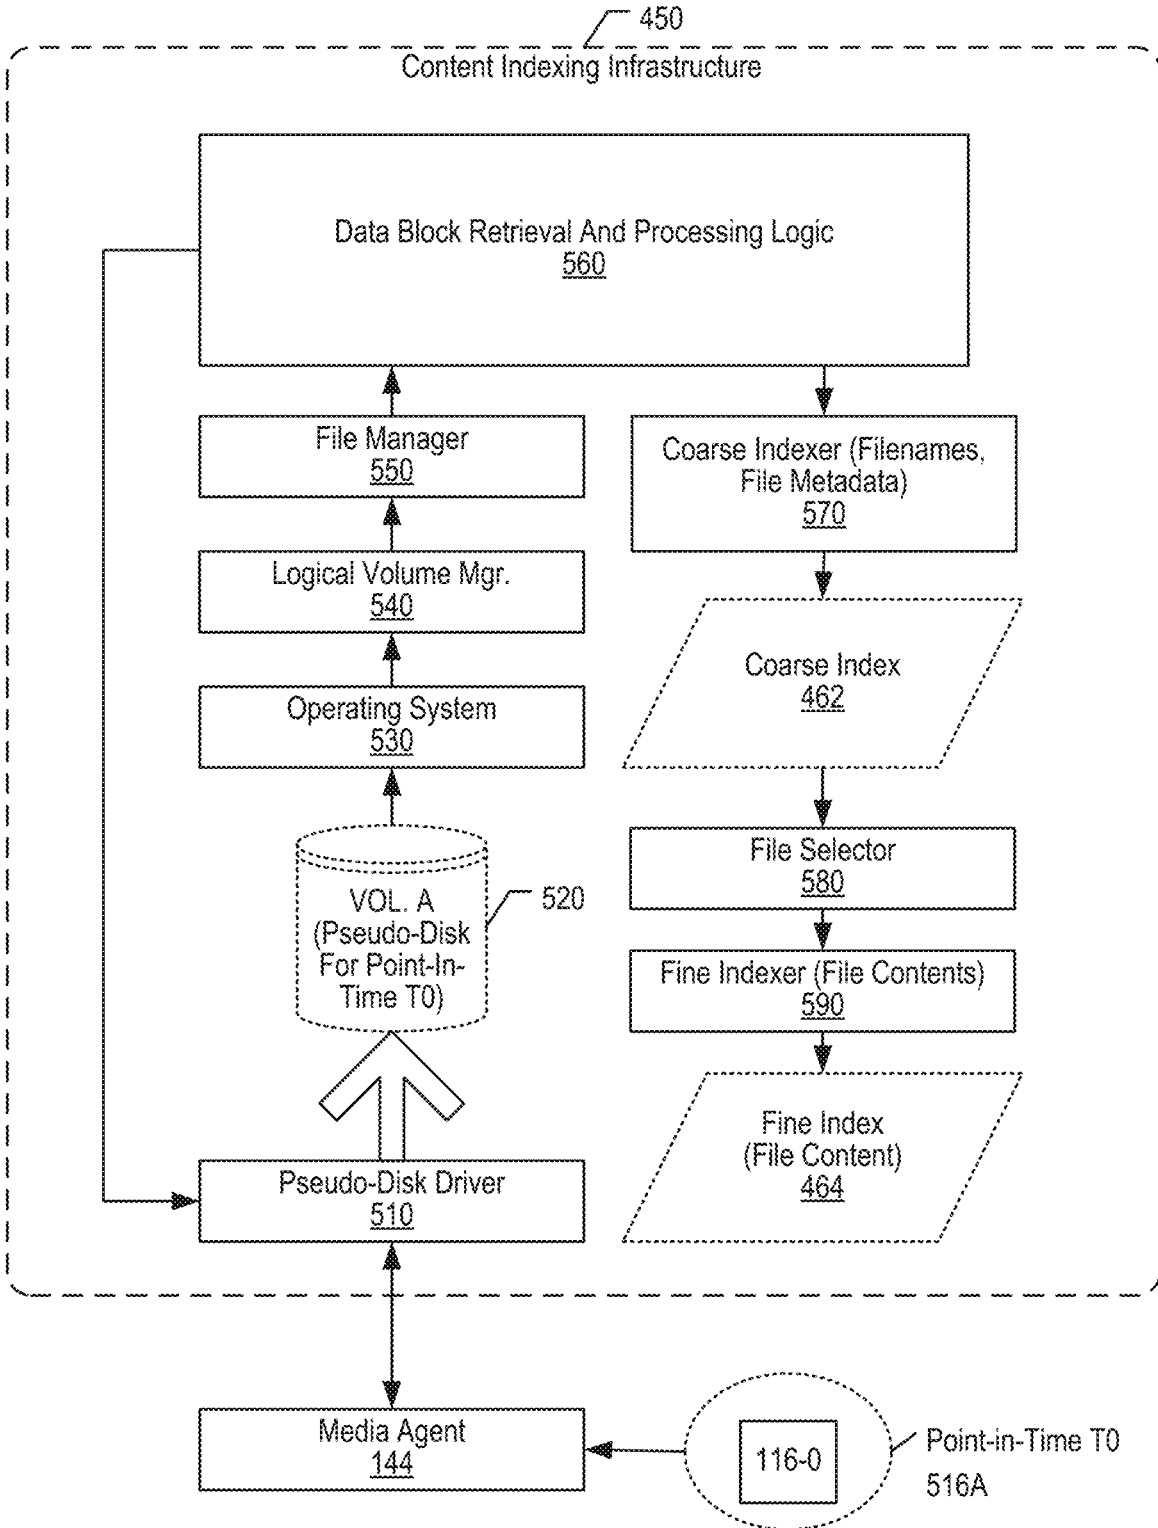 450
Content Indexing Infrastructure
Data Block Retrieval And Processing Logic
560
File Manager
550
Logical Volume Mgr.
540
Operating System
530
VOL. A
(Pseudo-Disk
For Point-In-
Time T0)
520
Pseudo-Disk Driver
510
Coarse Indexer (Filenames,
File Metadata)
570
Coarse Index
462
File Selector
580
Fine Indexer (File Contents)
590
Fine Index
(File Content)
464
Media Agent
144
116-0
Point-in-Time T0
516A